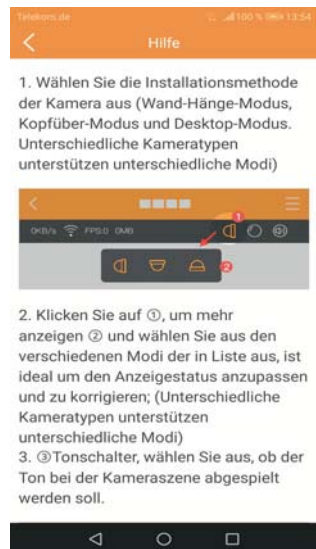 Telekom.de 100 % 13:54
Hilfe
1. Wählen Sie die Installationsmethode
der Kamera aus (Wand-Hänge-Modus,
Kopfüber-Modus und Desktop-Modus.
Unterschiedliche Kameratypen
unterstützen unterschiedliche Modi)
①
0KB/s FPS:0 0MB
②
2. Klicken Sie auf ①, um mehr
anzeigen ② und wählen Sie aus den
verschiedenen Modi der in Liste aus, ist
ideal um den Anzeigestatus anzupassen
und zu korrigieren; (Unterschiedliche
Kameratypen unterstützen
unterschiedliche Modi)
3. ③Tonschalter, wählen Sie aus, ob der
Ton bei der Kameraszene abgespielt
werden soll.